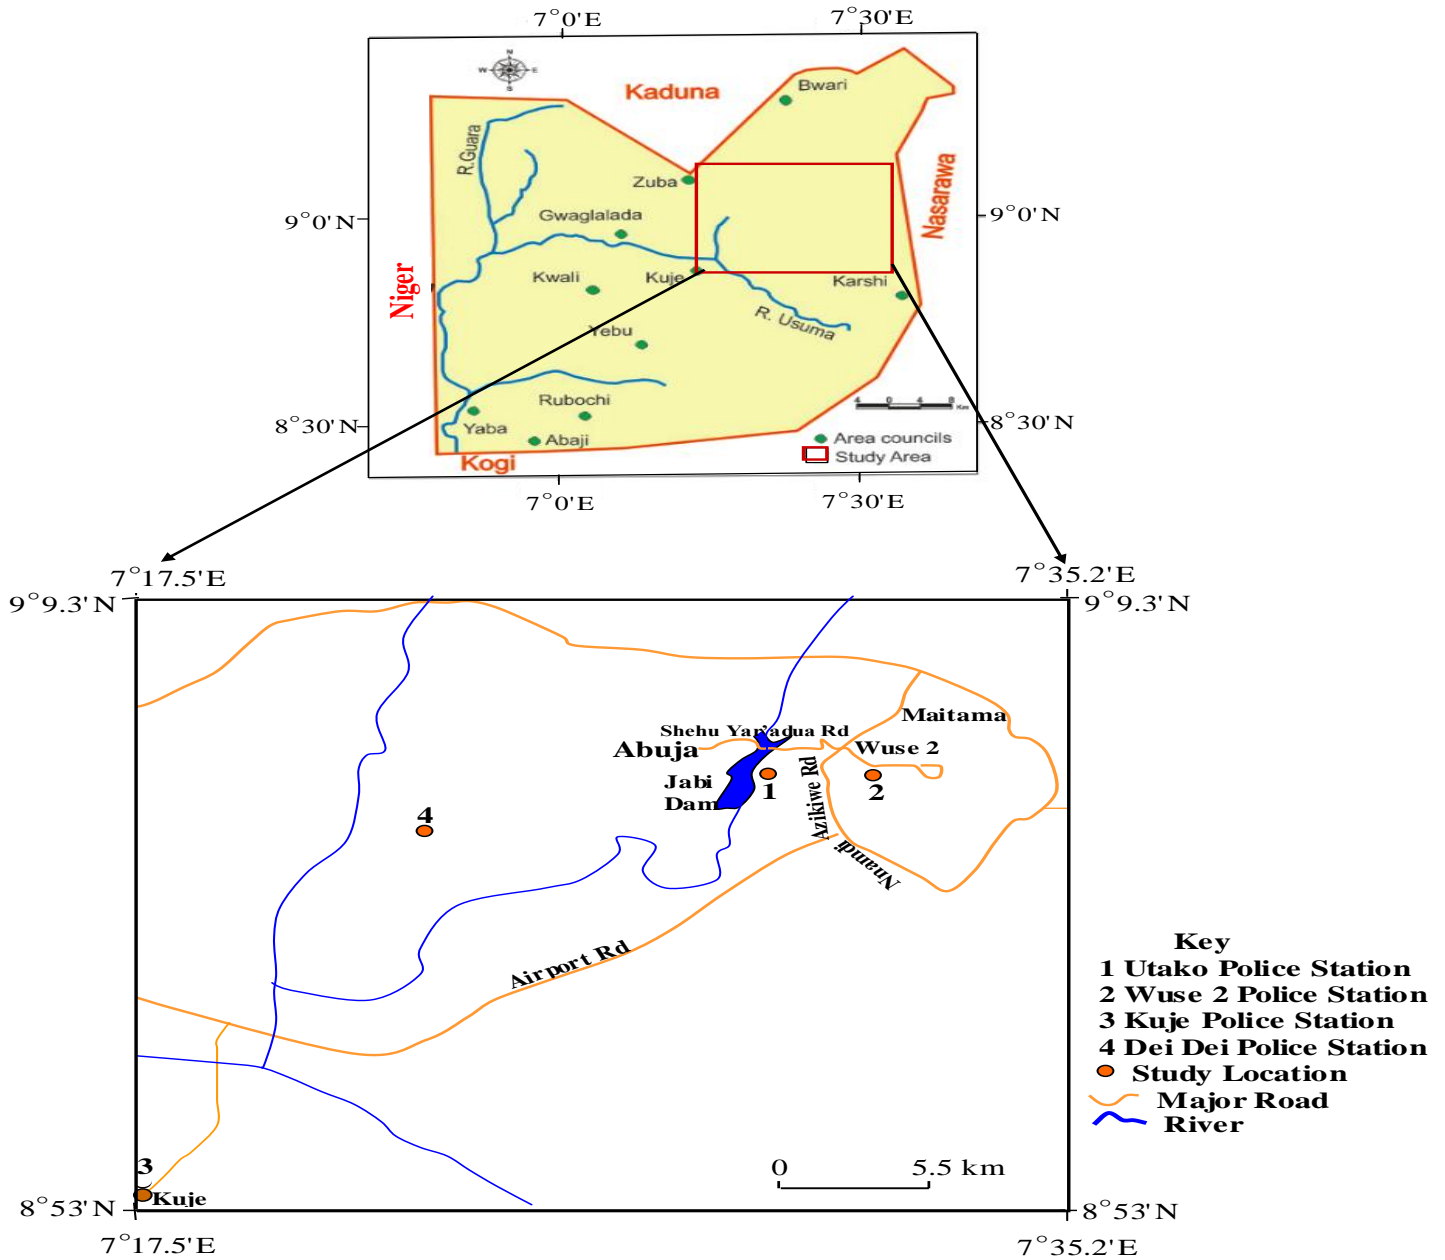 7°0'E
7°30'E
N
W
E
S
Kaduna
Bwari
R.Guara
Zuba
Nasarawa
Gwaglalada
9°0'N
9°0'N
Kwali
Kuje
Karshi
Niger
R. Usuma
Yebu
Rubochi
4 0 4 8 Km
8°30'N
8°30'N
Yaba
Abaji
Area councils
Study Area
Kogi
7°0'E
7°30'E
7°17.5'E
7°35.2'E
9°9.3'N
9°9.3'N
Maitama
Shehu Yar'adua Rd
Abuja
Wuse 2
Jabi
Dam
1
2
Azikiwe Rd
4
Nnamdi
Airport Rd
Key
1 Utako Police Station
2 Wuse 2 Police Station
3 Kuje Police Station
4 Dei Dei Police Station
Study Location
Major Road
River
3
Kuje
0
5.5 km
8°53'N
8°53'N
7°17.5'E
7°35.2'E